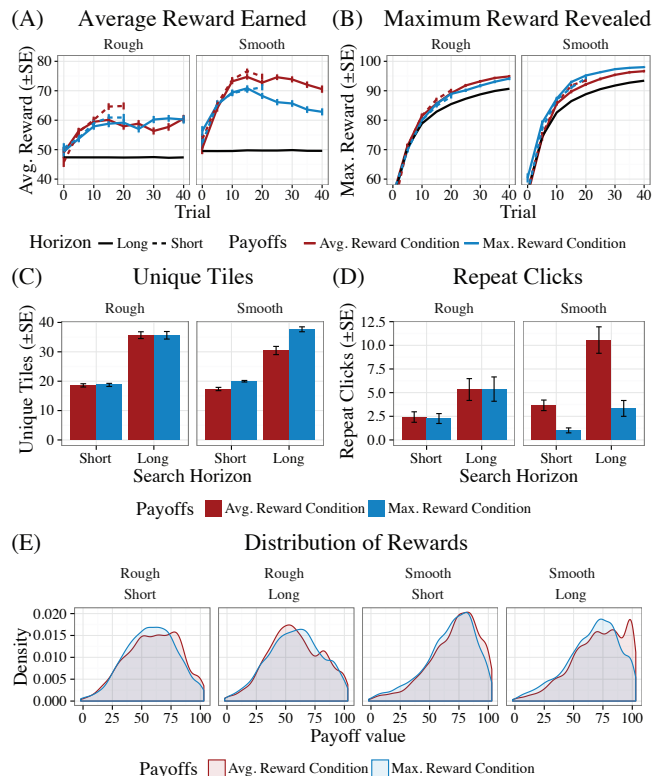 (A) Average Reward Earned (B) Maximum Reward Revealed
Rough Smooth Rough Smooth
Avg. Reward (±SE)
80
70
60
50
40
0 10 20 30 40 0 10 20 30 40
Trial
Max. Reward (±SE)
100
90
80
70
60
0 10 20 30 40 0 10 20 30 40
Trial
Horizon Long Short Payoffs Avg. Reward Condition Max. Reward Condition
(C) Unique Tiles (D) Repeat Clicks
Rough Smooth Rough Smooth
Unique Tiles (±SE)
40
30
20
10
0
Short Long Short Long
Search Horizon
Repeat Clicks (±SE)
12.5
10.0
7.5
5.0
2.5
0.0
Short Long Short Long
Search Horizon
Payoffs Avg. Reward Condition Max. Reward Condition
(E) Distribution of Rewards
Rough Rough Smooth Smooth
Short Long Short Long
Density
0.020
0.015
0.010
0.005
0.000
0 25 50 75 100 0 25 50 75 100 0 25 50 75 100 0 25 50 75 100
Payoff value
Payoffs Avg. Reward Condition Max. Reward Condition